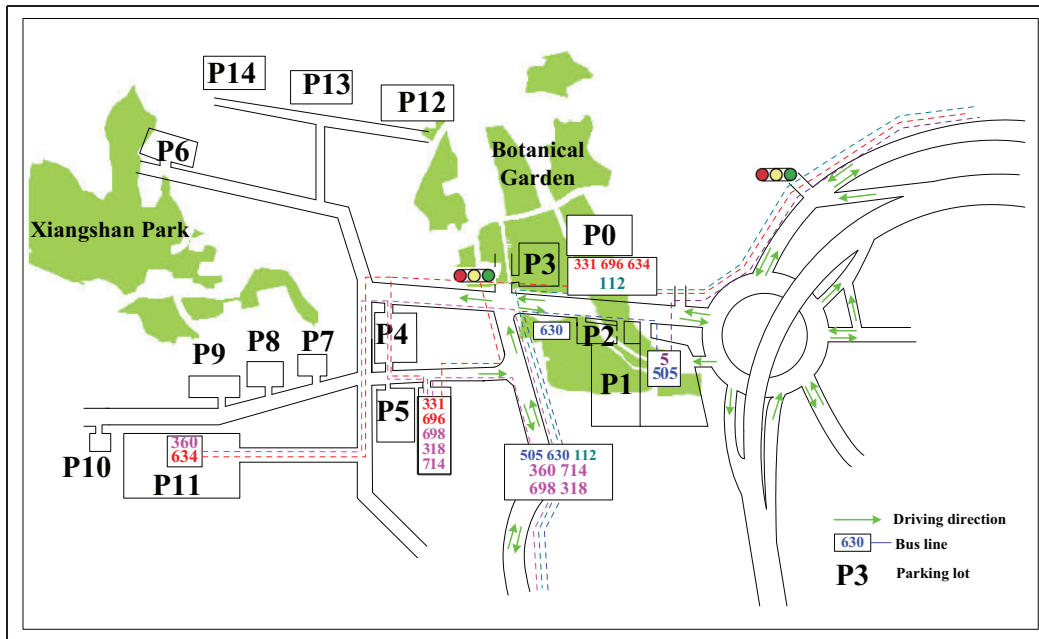 P14
P13
P12
P6
Botanical
Garden
Xiangshan Park
P0
P3
331 696 634
112
P4
630
P2
5
505
P1
P9
P8
P7
P5
331
696
698
318
714
P10
360
634
P11
505 630 112
360 714
698 318
Driving direction
630
Bus line
P3
Parking lot